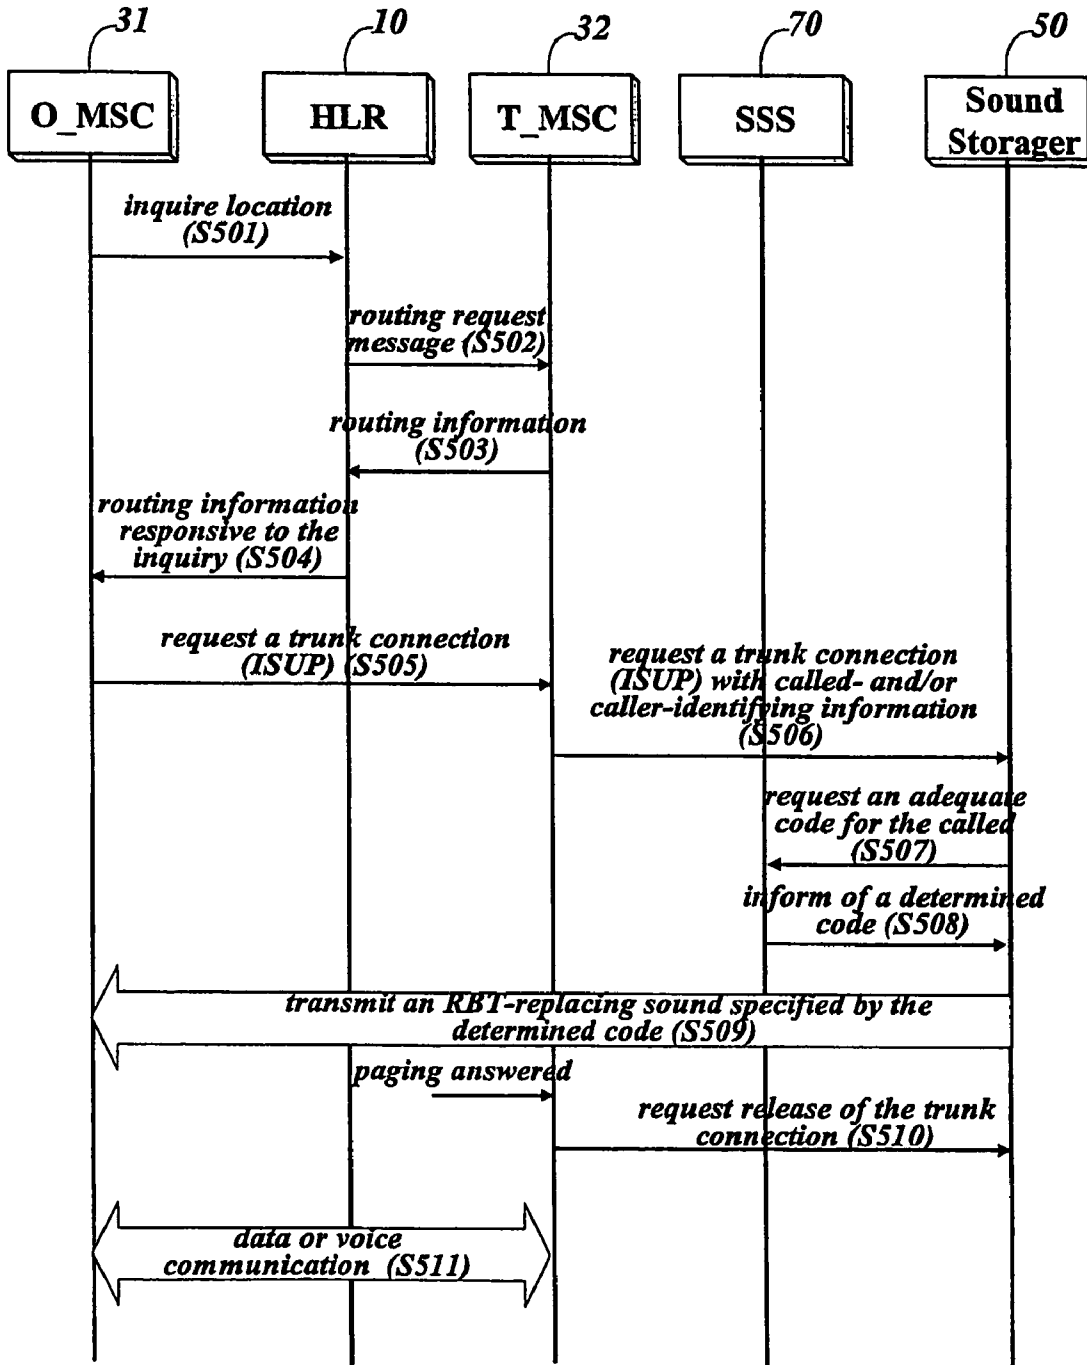 31
10
32
70
50
O_MSC
HLR
T_MSC
SSS
Sound
Storager
inquire location
(S501)
routing request
message (S502)
routing information
(S503)
routing information
responsive to the
inquiry (S504)
request a trunk connection
(ISUP) (S505)
request a trunk connection
(ISUP) with called- and/or
caller-identifying information
(S506)
request an adequate
code for the called
(S507)
inform of a determined
code (S508)
transmit an RBT-replacing sound specified by the
determined code (S509)
paging answered
request release of the trunk
connection (S510)
data or voice
communication (S511)